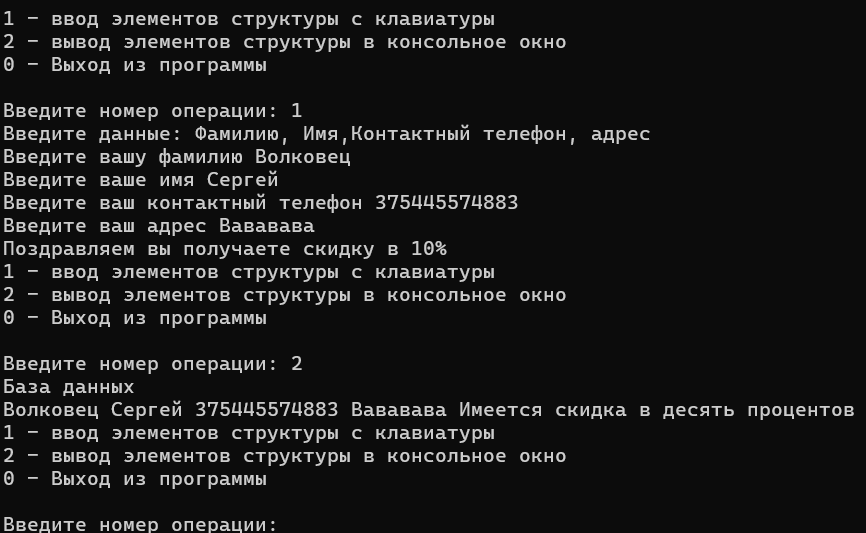 1 – ввод элементов структуры с клавиатуры
2 – вывод элементов структуры в консольное окно
0 – Выход из программы
Введите номер операции: 1
Введите данные: Фамилию, Имя,Контактный телефон, адрес
Введите вашу фамилию Волковец
Введите ваше имя Сергей
Введите ваш контактный телефон 375445574883
Введите ваш адрес Вававава
Поздравляем вы получаете скидку в 10%
1 – ввод элементов структуры с клавиатуры
2 – вывод элементов структуры в консольное окно
0 – Выход из программы
Введите номер операции: 2
База данных
Волковец Сергей 375445574883 Вававава Имеется скидка в десять процентов
1 – ввод элементов структуры с клавиатуры
2 – вывод элементов структуры в консольное окно
0 – Выход из программы
Введите номер операции: